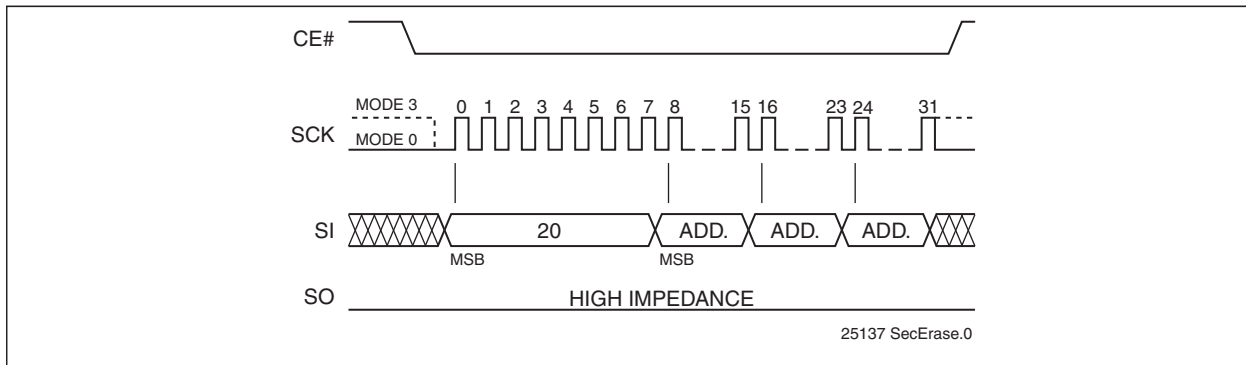 CE#
MODE 3
0 1 2 3 4 5 6 7 8 15 16 23 24 31
SCK
MODE 0
SI
20 ADD. ADD. ADD.
MSB MSB
SO
HIGH IMPEDANCE
25137 SecErase.0